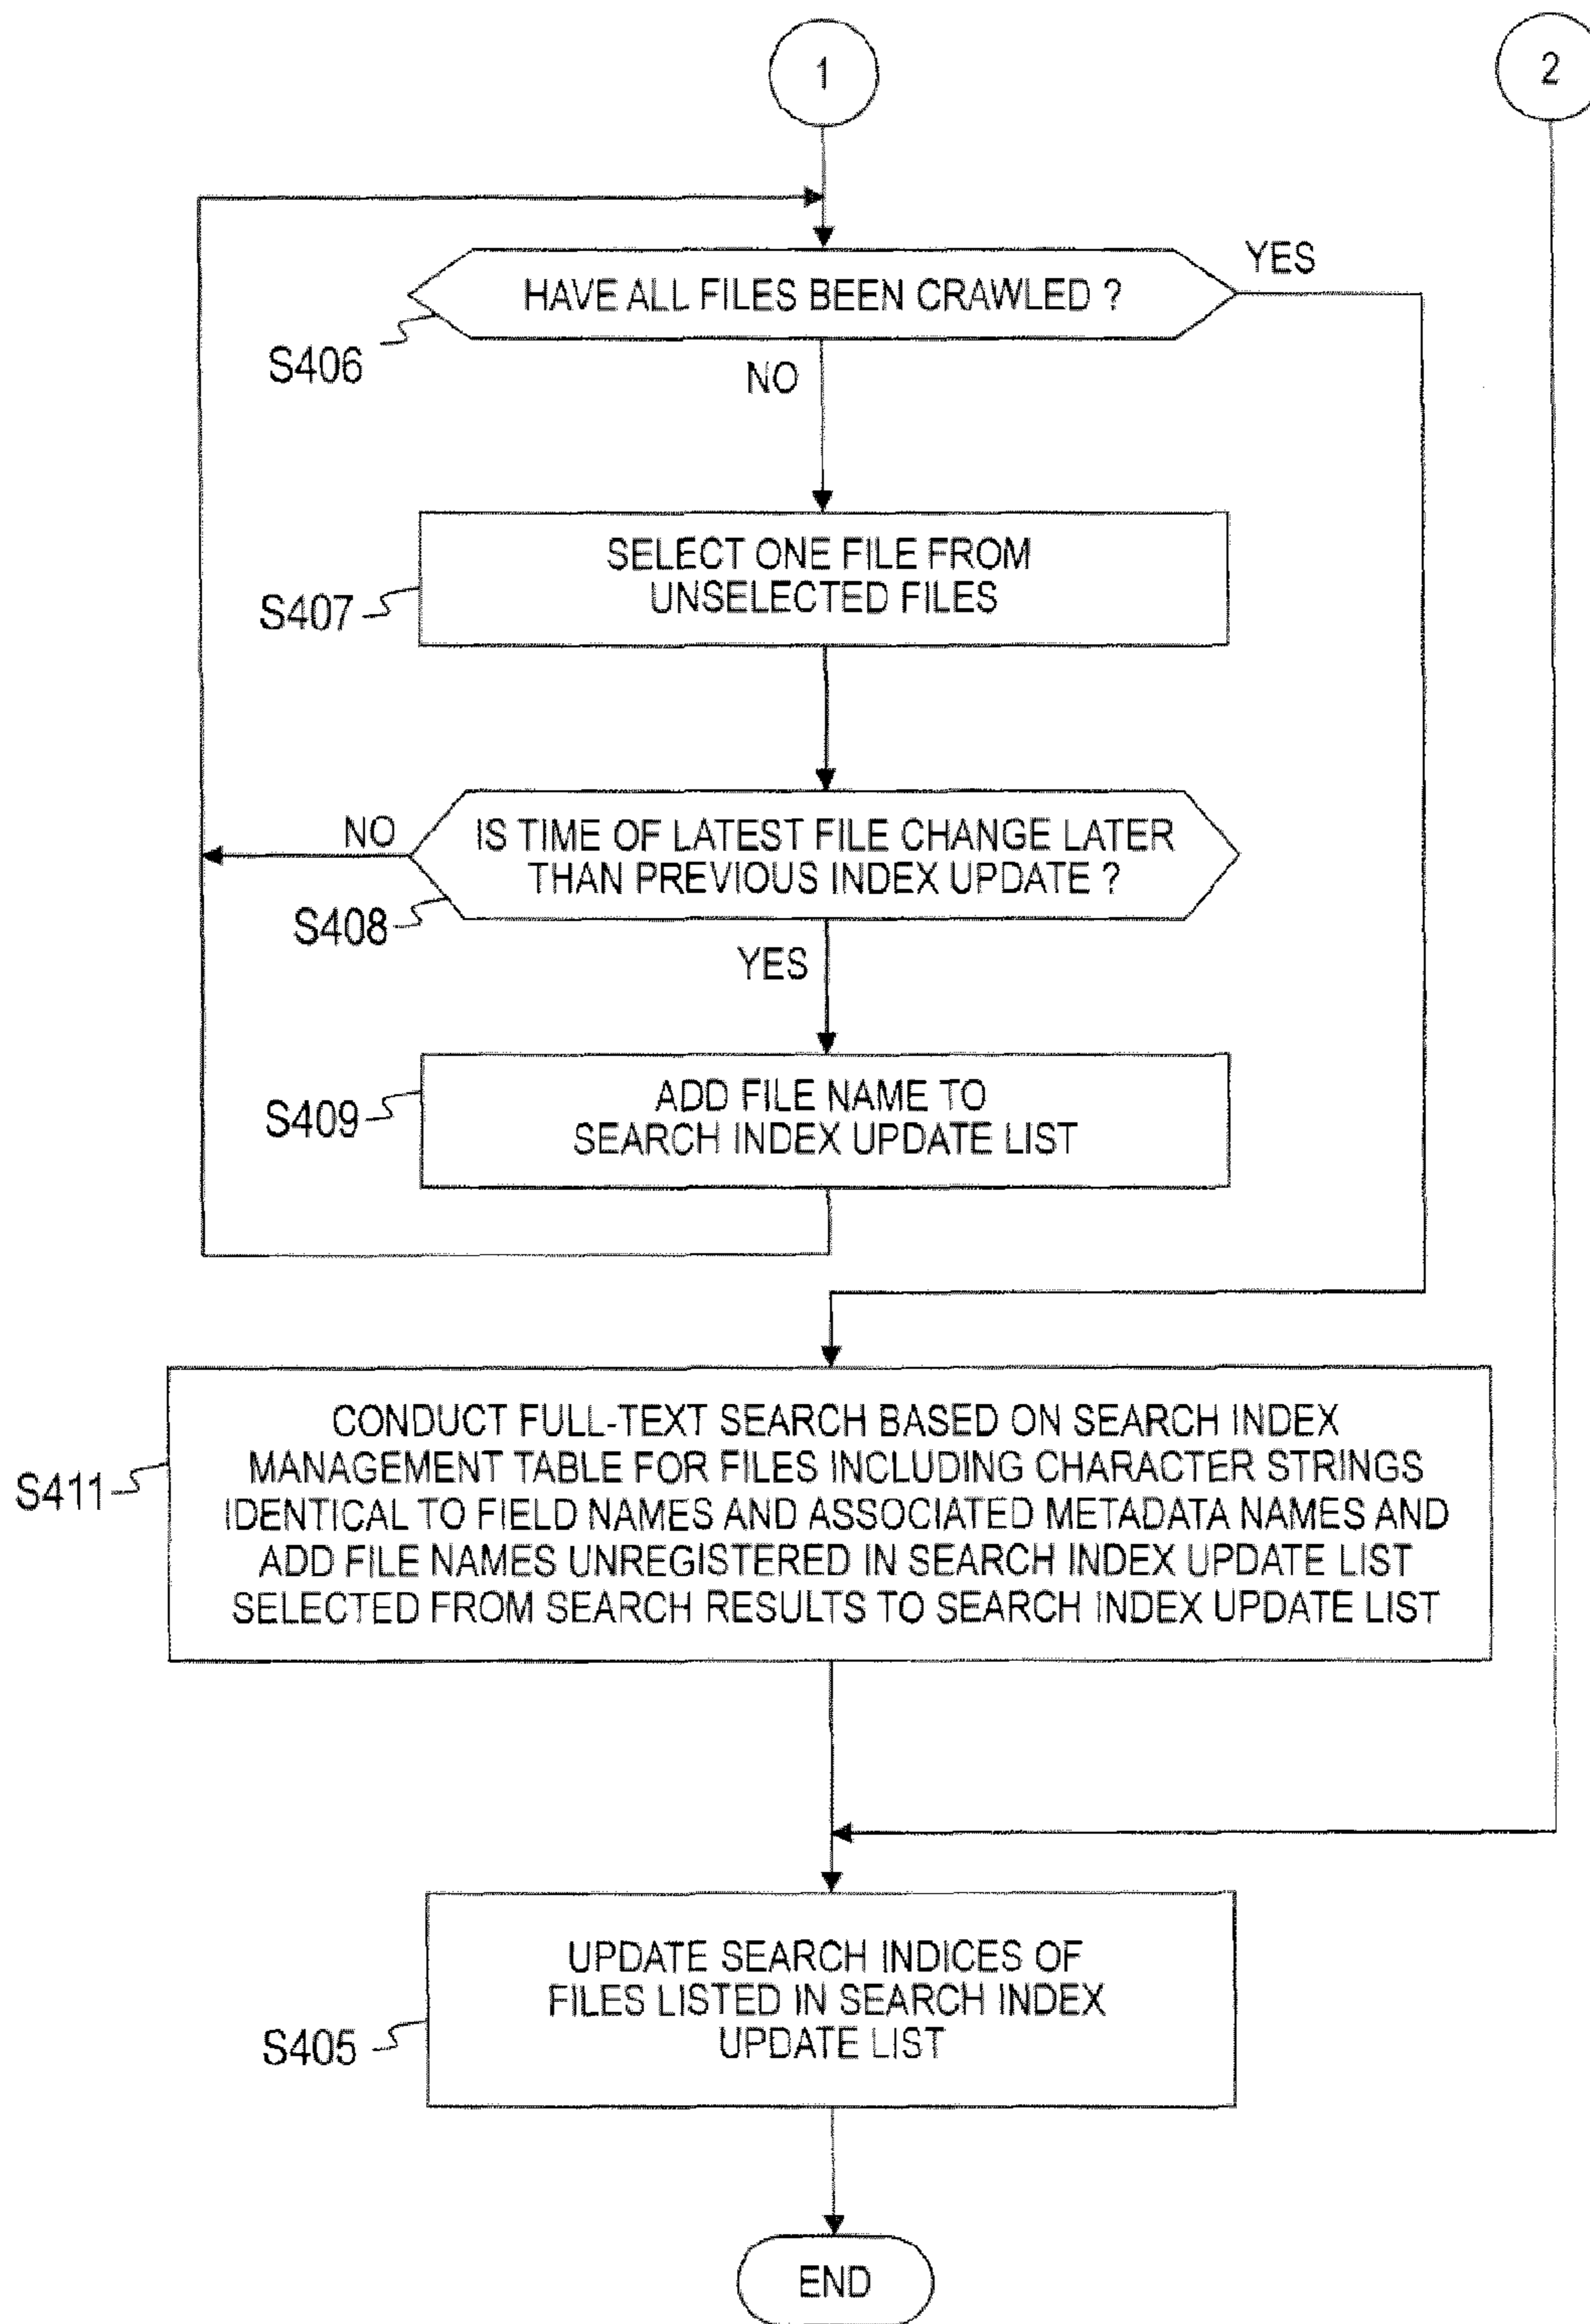 1
2
HAVE ALL FILES BEEN CRAWLED ?
YES
S406
NO
SELECT ONE FILE FROM
UNSELECTED FILES
S407
NO
IS TIME OF LATEST FILE CHANGE LATER
THAN PREVIOUS INDEX UPDATE ?
S408
YES
ADD FILE NAME TO
SEARCH INDEX UPDATE LIST
S409
CONDUCT FULL-TEXT SEARCH BASED ON SEARCH INDEX
MANAGEMENT TABLE FOR FILES INCLUDING CHARACTER STRINGS
IDENTICAL TO FIELD NAMES AND ASSOCIATED METADATA NAMES AND
ADD FILE NAMES UNREGISTERED IN SEARCH INDEX UPDATE LIST
SELECTED FROM SEARCH RESULTS TO SEARCH INDEX UPDATE LIST
S411
UPDATE SEARCH INDICES OF
FILES LISTED IN SEARCH INDEX
UPDATE LIST
S405
END